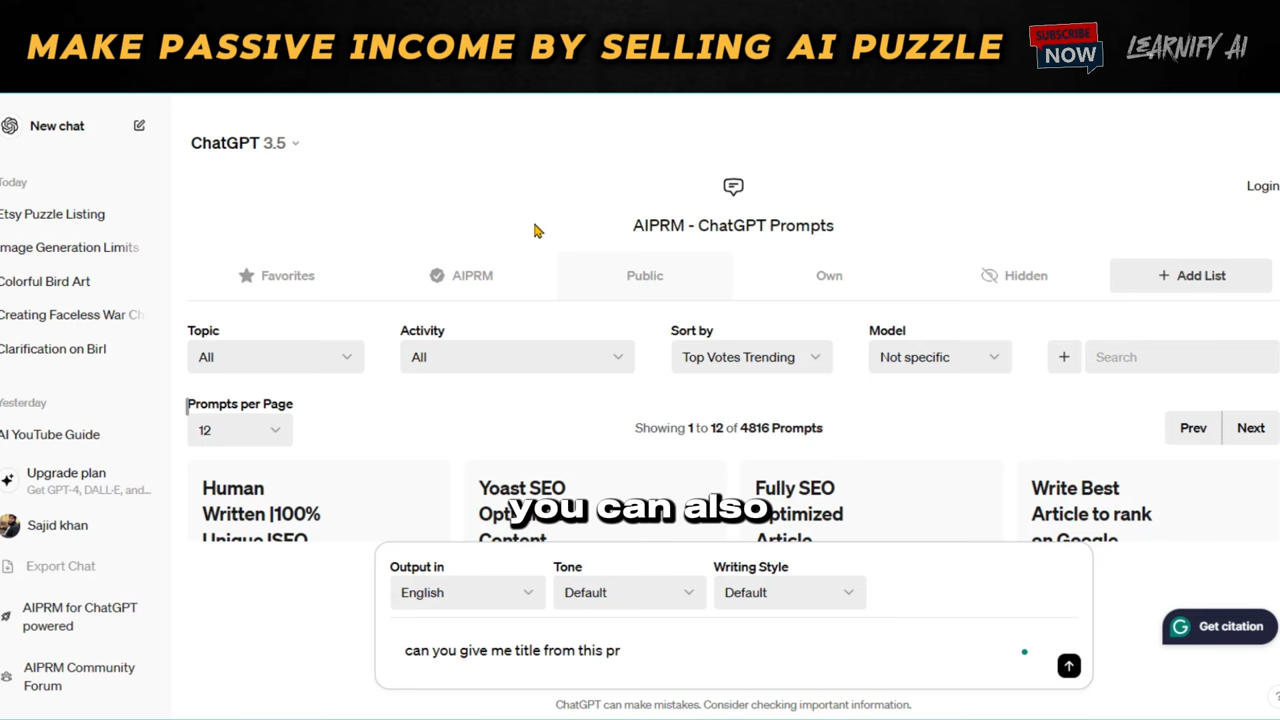 MAKE PASSIVE INCOME BY SELLING AI PUZZLE
SUBSCRIBE
NOW
LEARNIFY AI
New chat
Today
Etsy Puzzle Listing
Image Generation Limits
Colorful Bird Art
Creating Faceless War Ch
Clarification on Birl
Yesterday
AI YouTube Guide
Upgrade plan
Get GPT-4, DALL·E, and...
Sajid khan
Export Chat
AIPRM for ChatGPT
powered
AIPRM Community
Forum
ChatGPT 3.5
Login
AIPRM - ChatGPT Prompts
Favorites
AIPRM
Public
Own
Hidden
+ Add List
Topic
All
Activity
All
Sort by
Top Votes Trending
Model
Not specific
+
Search
Prompts per Page
12
Showing 1 to 12 of 4816 Prompts
Prev
Next
Human
Written |100%
Unique |SEO
Yoast SEO
Content
Fully SEO
Optimized
Article
Write Best
Article to rank
on Google
you can also
Output in
English
Tone
Default
Writing Style
Default
can you give me title from this pr
Get citation
ChatGPT can make mistakes. Consider checking important information.
?